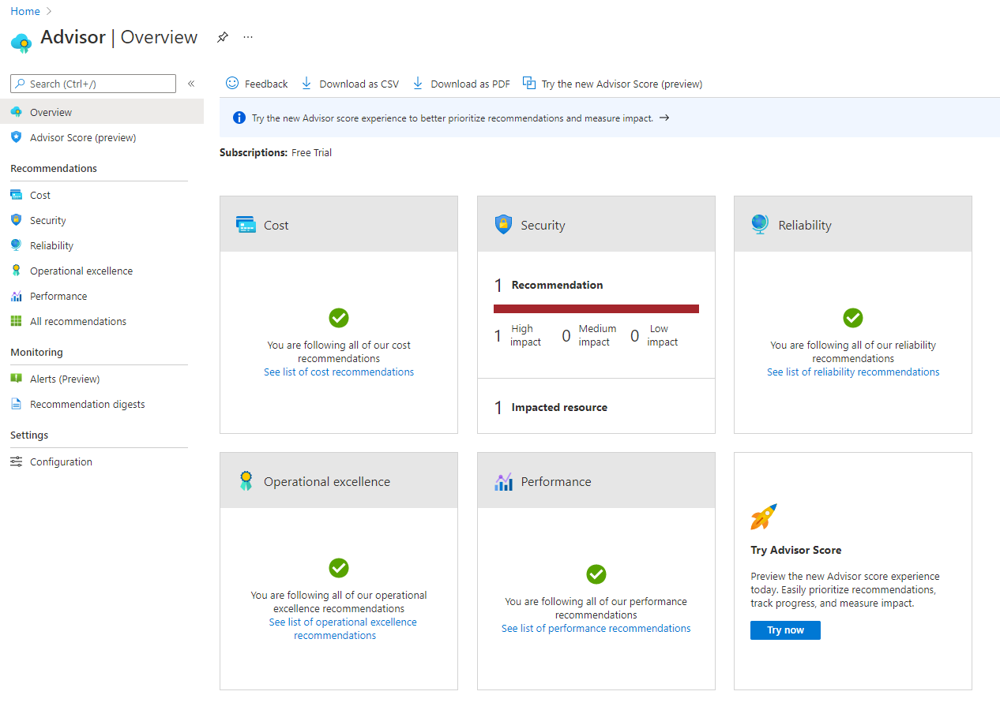 Home
Advisor | Overview
Search (Ctrl+/)
Overview
Advisor Score (preview)
Recommendations
Cost
Security
Reliability
Operational excellence
Performance
All recommendations
Monitoring
Alerts (Preview)
Recommendation digests
Settings
Configuration
Feedback
Download as CSV
Download as PDF
Try the new Advisor Score (preview)
Try the new Advisor score experience to better prioritize recommendations and measure impact. →
Subscriptions: Free Trial
Cost
You are following all of our cost
recommendations
See list of cost recommendations
Security
1 Recommendation
1 High impact
0 Medium impact
0 Low impact
1 Impacted resource
Reliability
You are following all of our reliability
recommendations
See list of reliability recommendations
Operational excellence
You are following all of our operational
excellence recommendations
See list of operational excellence
recommendations
Performance
You are following all of our performance
recommendations
See list of performance recommendations
Try Advisor Score
Preview the new Advisor score experience
today. Easily prioritize recommendations,
track progress, and measure impact.
Try now